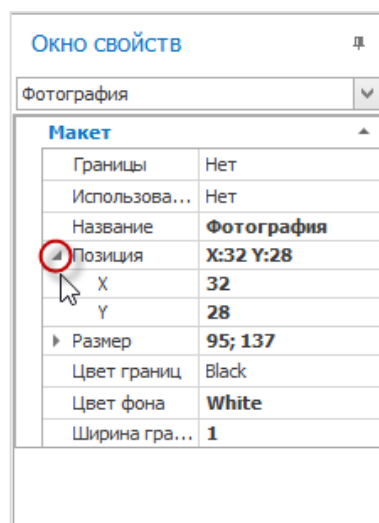 Окно свойств
Фотография
Макет
Границы Нет
Использова... Нет
Название Фотография
Позиция X:32 Y:28
X 32
Y 28
Размер 95; 137
Цвет границ Black
Цвет фона White
Ширина гра... 1